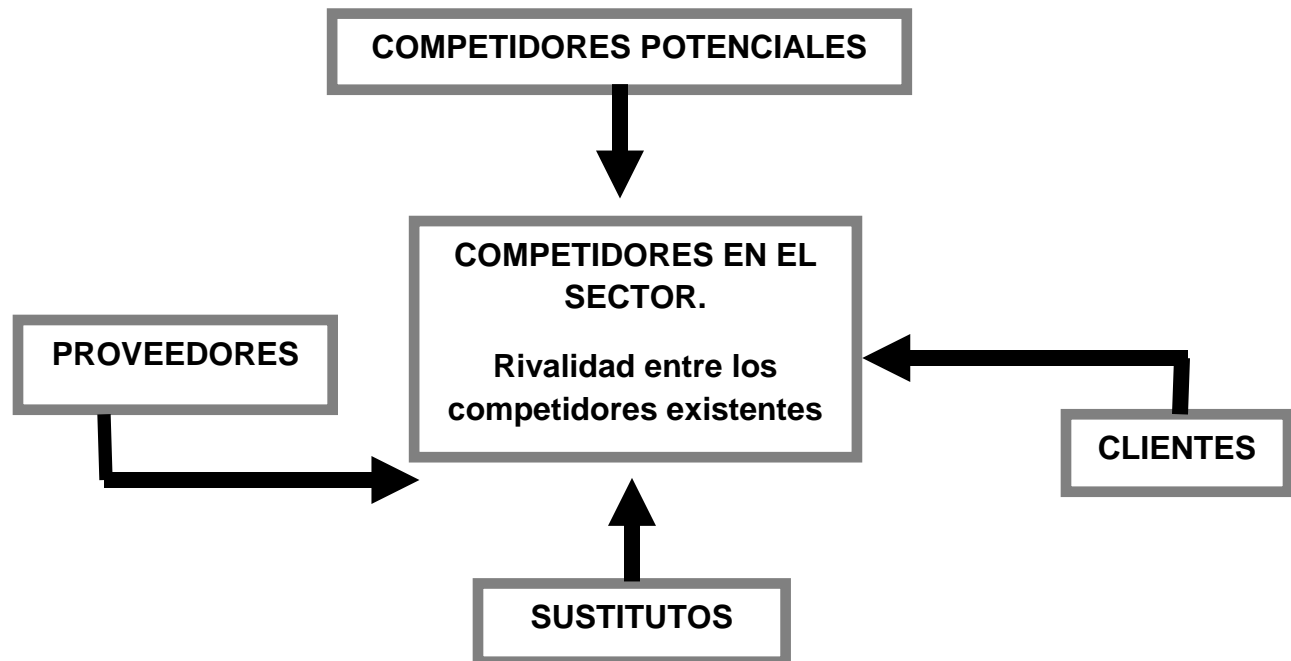 COMPETIDORES POTENCIALES
COMPETIDORES EN EL
SECTOR.
Rivalidad entre los
competidores existentes
PROVEEDORES
CLIENTES
SUSTITUTOS